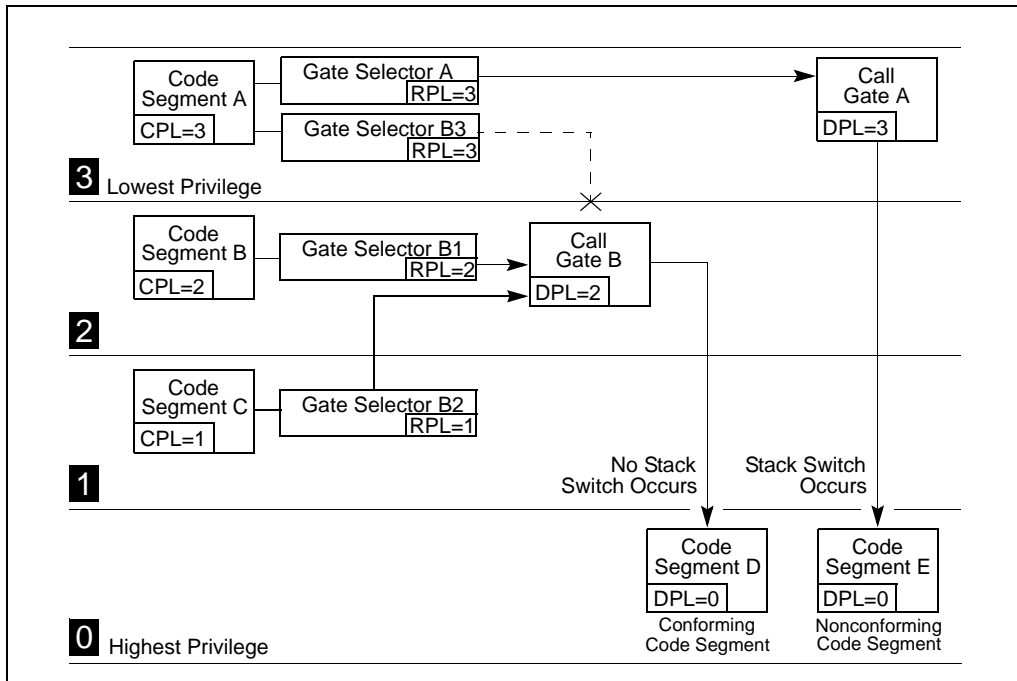 Code
Segment A
CPL=3
Gate Selector A
RPL=3
Gate Selector B3
RPL=3
Call
Gate A
DPL=3
3 Lowest Privilege
Code
Segment B
CPL=2
Gate Selector B1
RPL=2
Call
Gate B
DPL=2
2
Code
Segment C
CPL=1
Gate Selector B2
RPL=1
1
No Stack
Switch Occurs
Stack Switch
Occurs
Code
Segment D
DPL=0
Conforming
Code Segment
Code
Segment E
DPL=0
Nonconforming
Code Segment
0 Highest Privilege